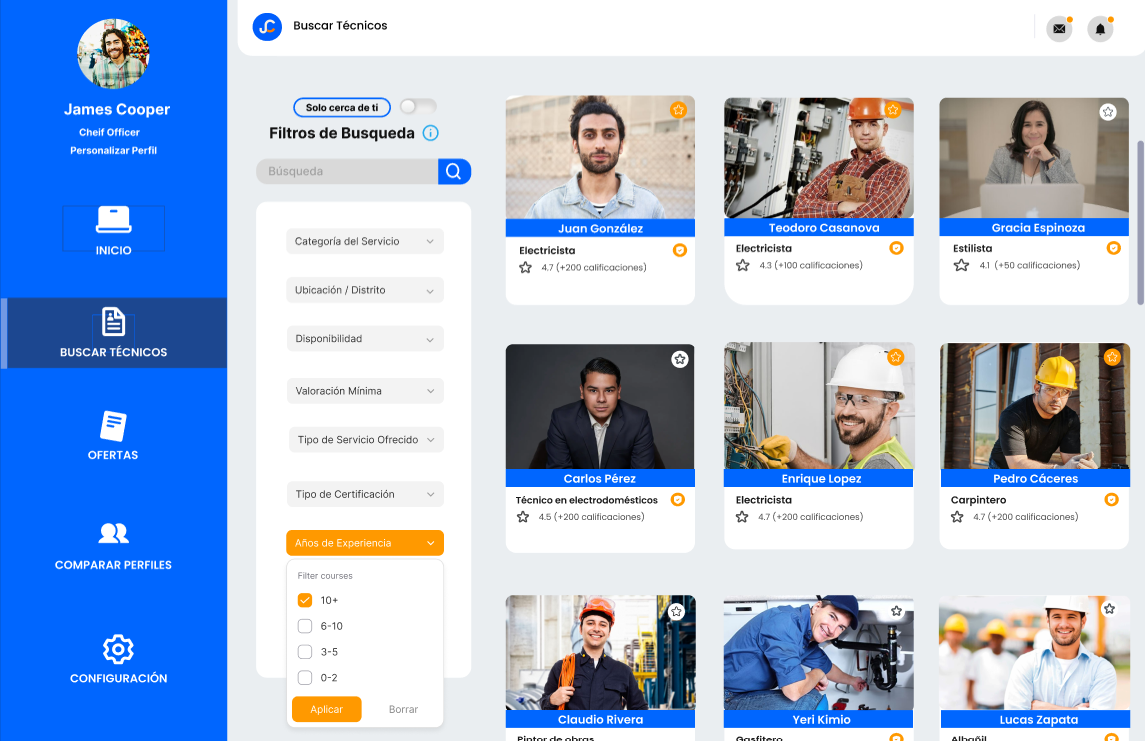 James Cooper
Cheif Officer
Personalizar Perfil
INICIO
BUSCAR TÉCNICOS
OFERTAS
COMPARAR PERFILES
CONFIGURACIÓN
JC
Buscar Técnicos
Solo cerca de ti
Filtros de Busqueda
Búsqueda
Categoría del Servicio
Ubicación / Distrito
Disponibilidad
Valoración Mínima
Tipo de Servicio Ofrecido
Tipo de Certificación
Años de Experiencia
Filter courses
10+
6-10
3-5
0-2
Aplicar
Borrar
Juan González
Electricista
4.7 (+200 calificaciones)
Teodoro Casanova
Electricista
4.3 (+100 calificaciones)
Gracia Espinoza
Estilista
4.1 (+50 calificaciones)
Carlos Pérez
Técnico en electrodomésticos
4.5 (+200 calificaciones)
Enrique Lopez
Electricista
4.7 (+200 calificaciones)
Pedro Cáceres
Carpintero
4.7 (+200 calificaciones)
Claudio Rivera
Pintor de obras
Yeri Kimio
Gasfitero
Lucas Zapata
Albañil